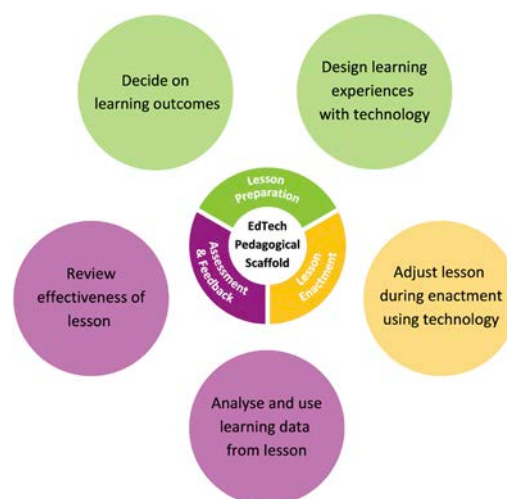 Decide on
learning outcomes
Design learning
experiences
with technology
Lesson
Preparation
EdTech
Pedagogical
Scaffold
Assessment
& Feedback
Lesson
Enactment
Review
effectiveness of
lesson
Adjust lesson
during enactment
using technology
Analyse and use
learning data
from lesson